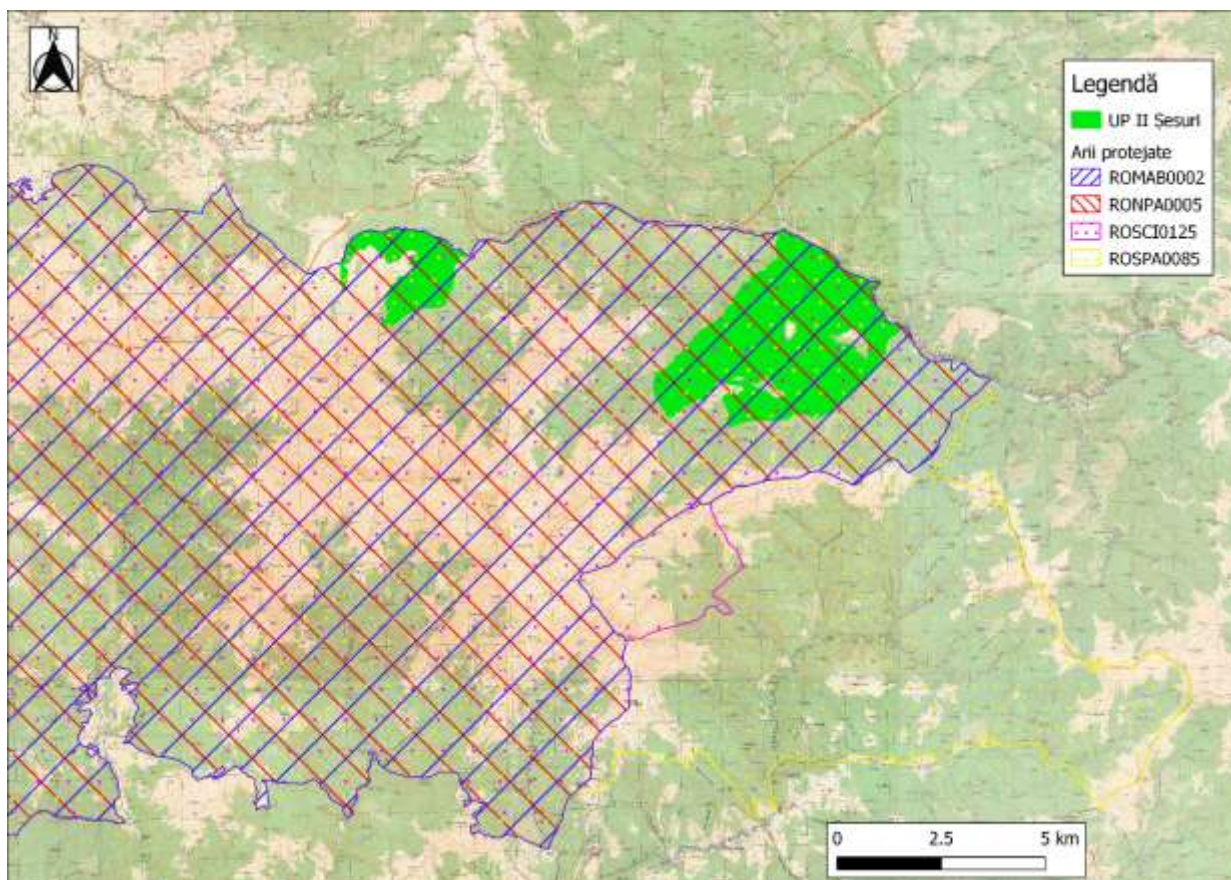 N
Legendă
UP II Șesuri
Arii protejate
ROMAB0002
RONPA0005
ROSCI0125
ROSPA0085
0 2.5 5 km